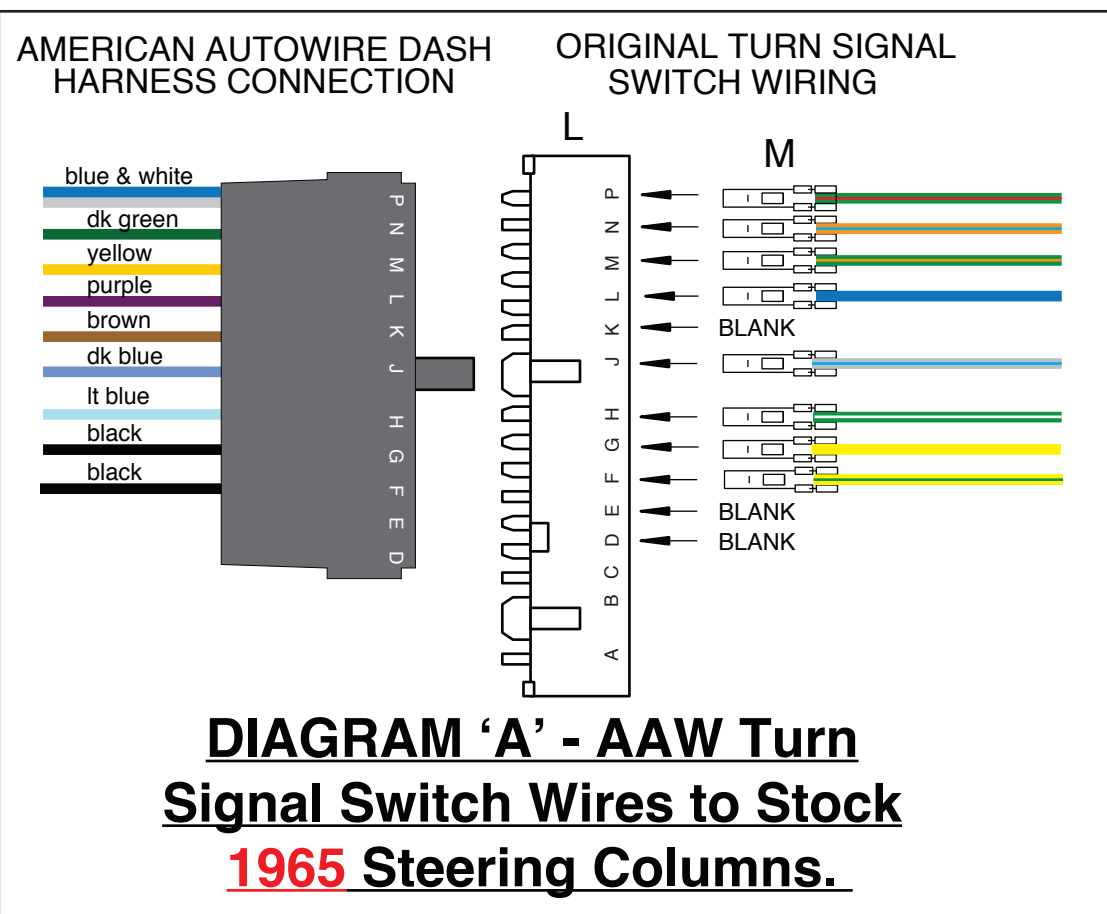 AMERICAN AUTOWIRE DASH
HARNESS CONNECTION
ORIGINAL TURN SIGNAL
SWITCH WIRING
blue & white
dk green
yellow
purple
brown
dk blue
lt blue
black
black
P
N
M
L
K
J
H
G
F
E
D
L
P
N
M
L
K
J
H
G
F
E
D
C
B
A
M
BLANK
BLANK
BLANK
DIAGRAM ‘A’ - AAW Turn
Signal Switch Wires to Stock
1965 Steering Columns.